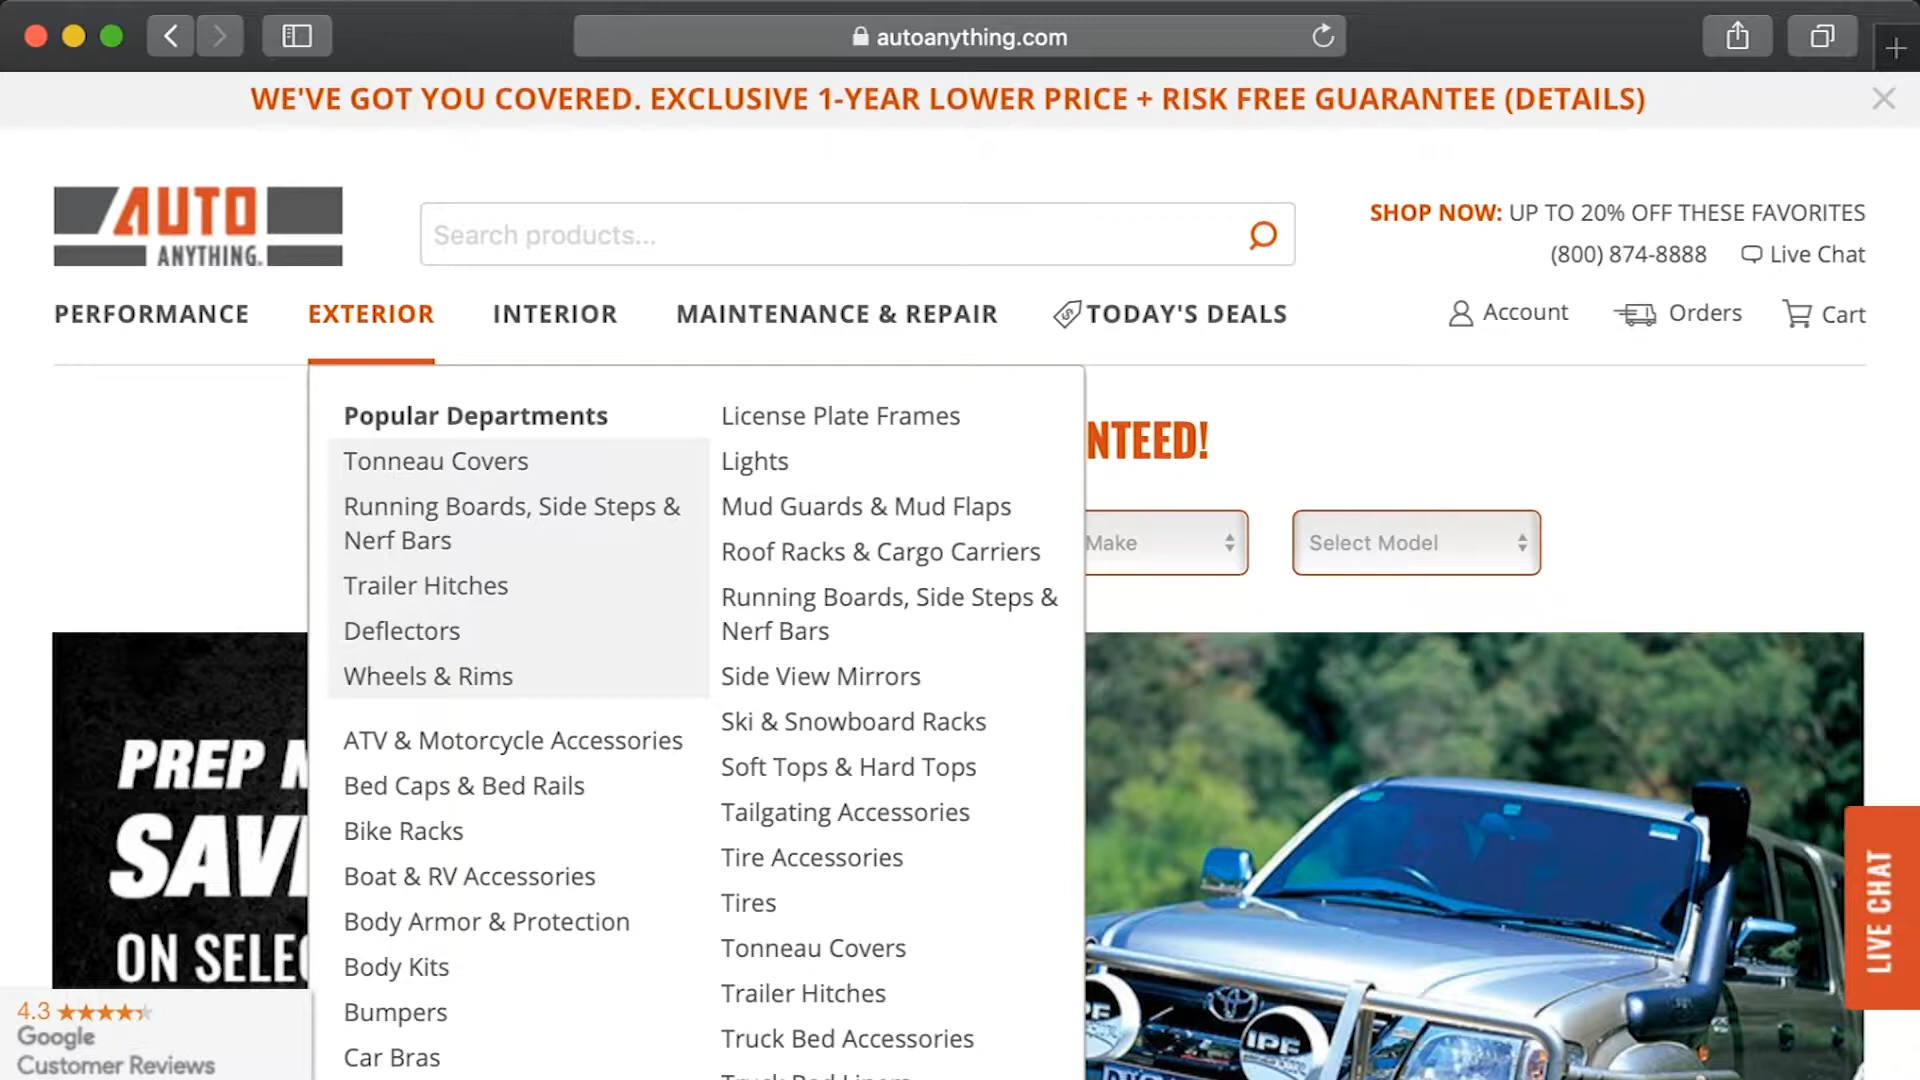 autoanything.com
WE'VE GOT YOU COVERED. EXCLUSIVE 1-YEAR LOWER PRICE + RISK FREE GUARANTEE (DETAILS)
AUTO
ANYTHING.
Search products...
SHOP NOW: UP TO 20% OFF THESE FAVORITES
(800) 874-8888 Live Chat
PERFORMANCE EXTERIOR INTERIOR MAINTENANCE & REPAIR TODAY'S DEALS Account Orders Cart
Popular Departments
Tonneau Covers
Running Boards, Side Steps &
Nerf Bars
Trailer Hitches
Deflectors
Wheels & Rims
ATV & Motorcycle Accessories
Bed Caps & Bed Rails
Bike Racks
Boat & RV Accessories
Body Armor & Protection
Body Kits
Bumpers
Car Bras
License Plate Frames
Lights
Mud Guards & Mud Flaps
Roof Racks & Cargo Carriers
Running Boards, Side Steps &
Nerf Bars
Side View Mirrors
Ski & Snowboard Racks
Soft Tops & Hard Tops
Tailgating Accessories
Tire Accessories
Tires
Tonneau Covers
Trailer Hitches
Truck Bed Accessories
NTEED!
Make Select Model
PREP
SAV
ON SELE
IPF
LIVE CHAT
4.3
Google
Customer Reviews